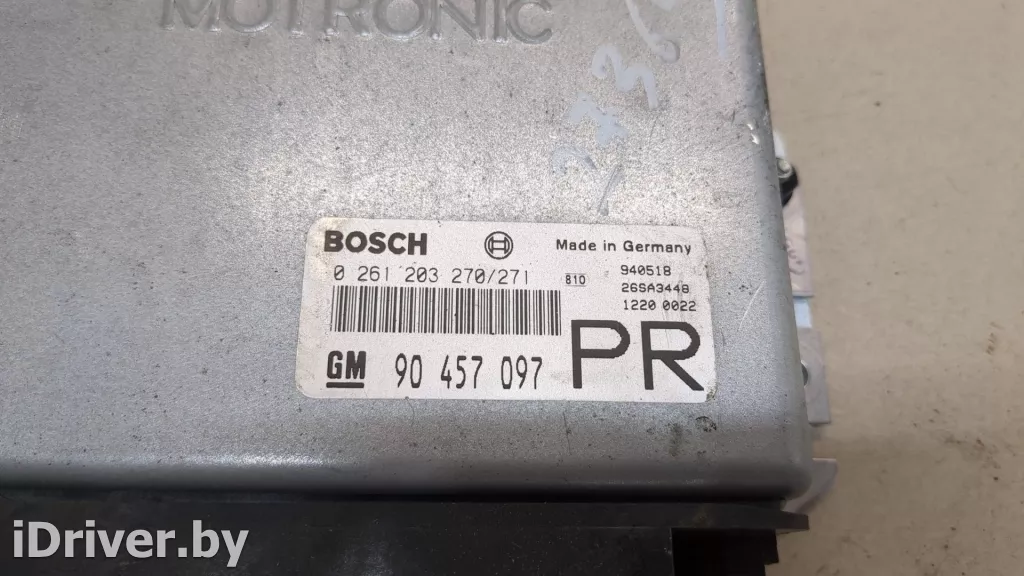 MOTRONIC
BOSCH Made in Germany
0 261 203 270/271 810 940518
26SA3448
1220 0022
GM 90 457 097 PR
iDriver.by